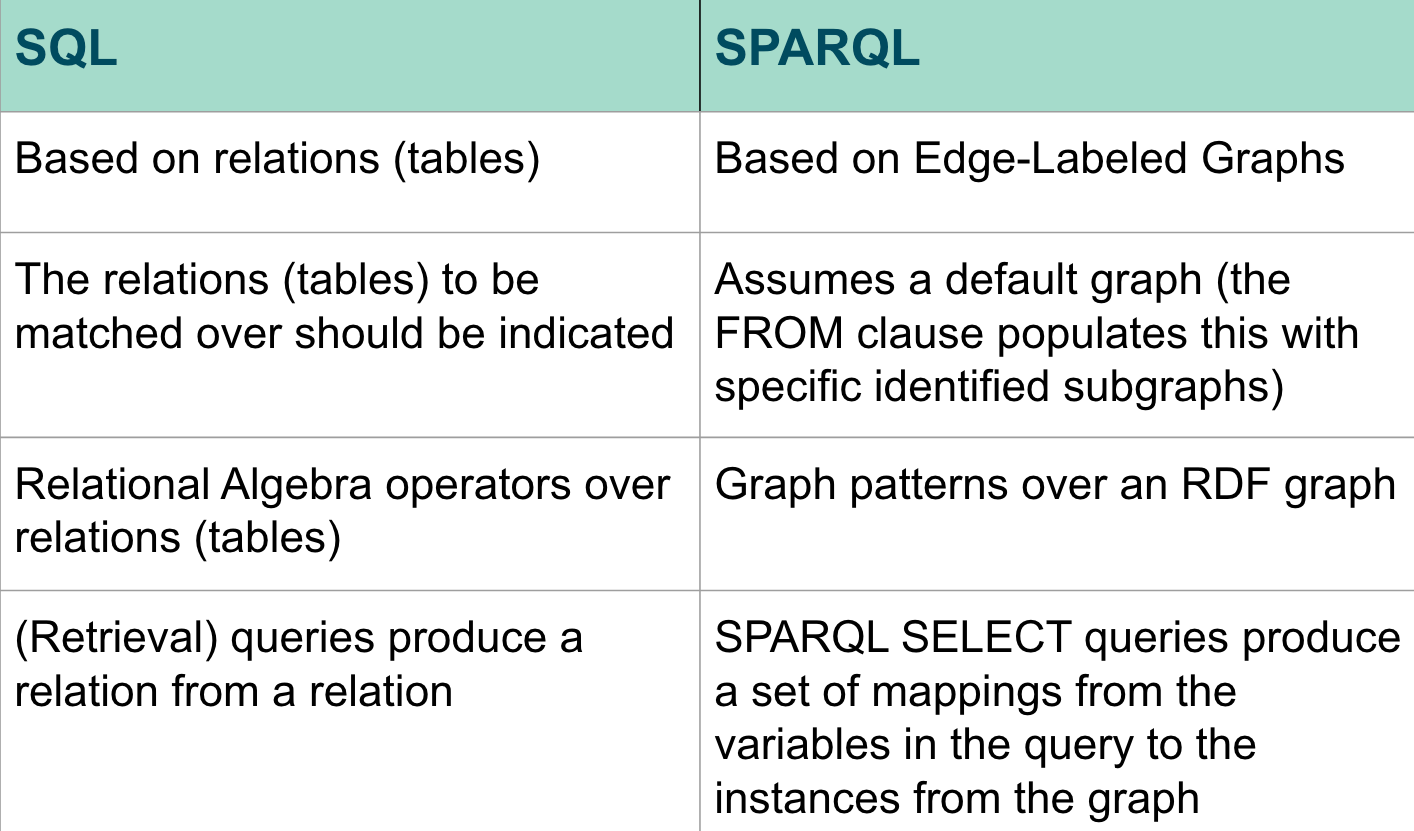 SQL
SPARQL
Based on relations (tables)
Based on Edge-Labeled Graphs
The relations (tables) to be
matched over should be indicated
Assumes a default graph (the
FROM clause populates this with
specific identified subgraphs)
Relational Algebra operators over
relations (tables)
Graph patterns over an RDF graph
(Retrieval) queries produce a
relation from a relation
SPARQL SELECT queries produce
a set of mappings from the
variables in the query to the
instances from the graph